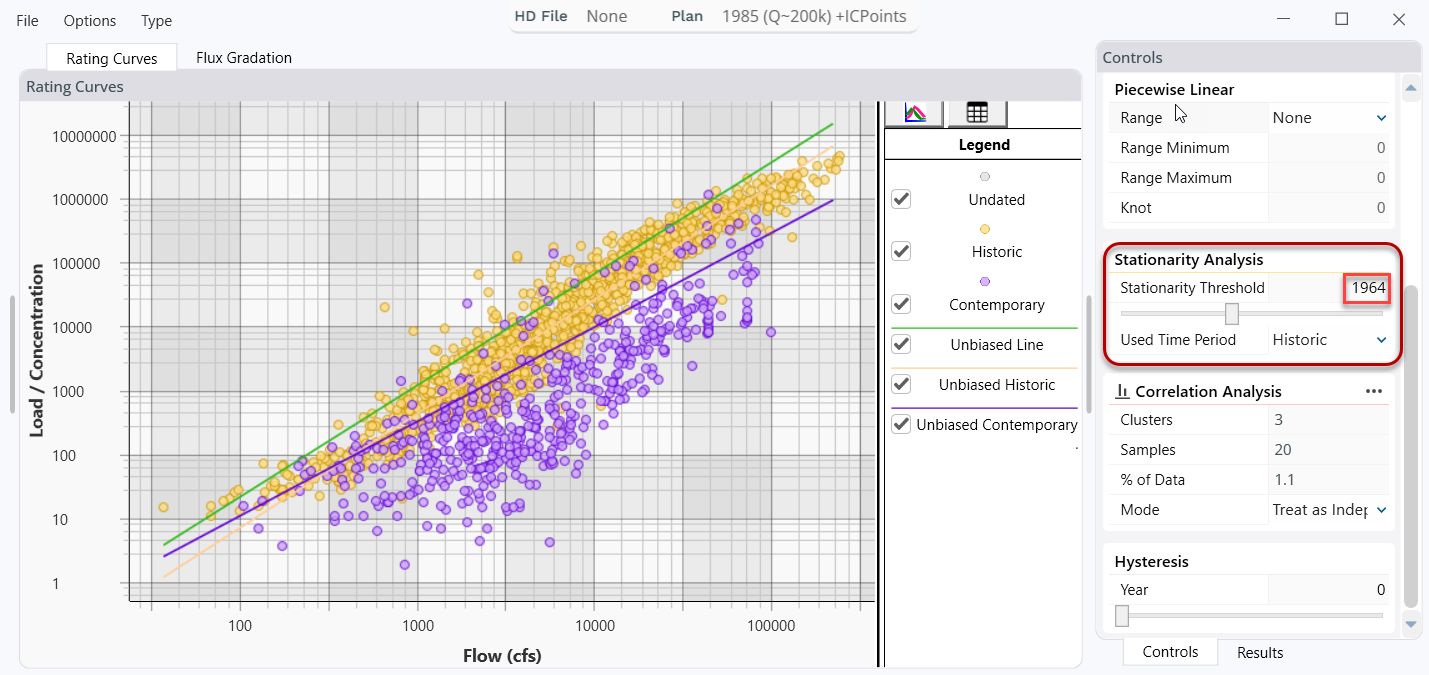 File Options Type
HD File None Plan 1985 (Q~200k) +ICPoints
Rating Curves Flux Gradation
Rating Curves
10000000
1000000
100000
10000
1000
100
10
1
Load / Concentration
100 1000 10000 100000
Flow (cfs)
Legend
Undated
Historic
Contemporary
Unbiased Line
Unbiased Historic
Unbiased Contemporary
Controls
Piecewise Linear
Range None
Range Minimum 0
Range Maximum 0
Knot 0
Stationarity Analysis
Stationarity Threshold 1964
Used Time Period Historic
Correlation Analysis
Clusters 3
Samples 20
% of Data 1.1
Mode Treat as Indep
Hysteresis
Year 0
Controls Results